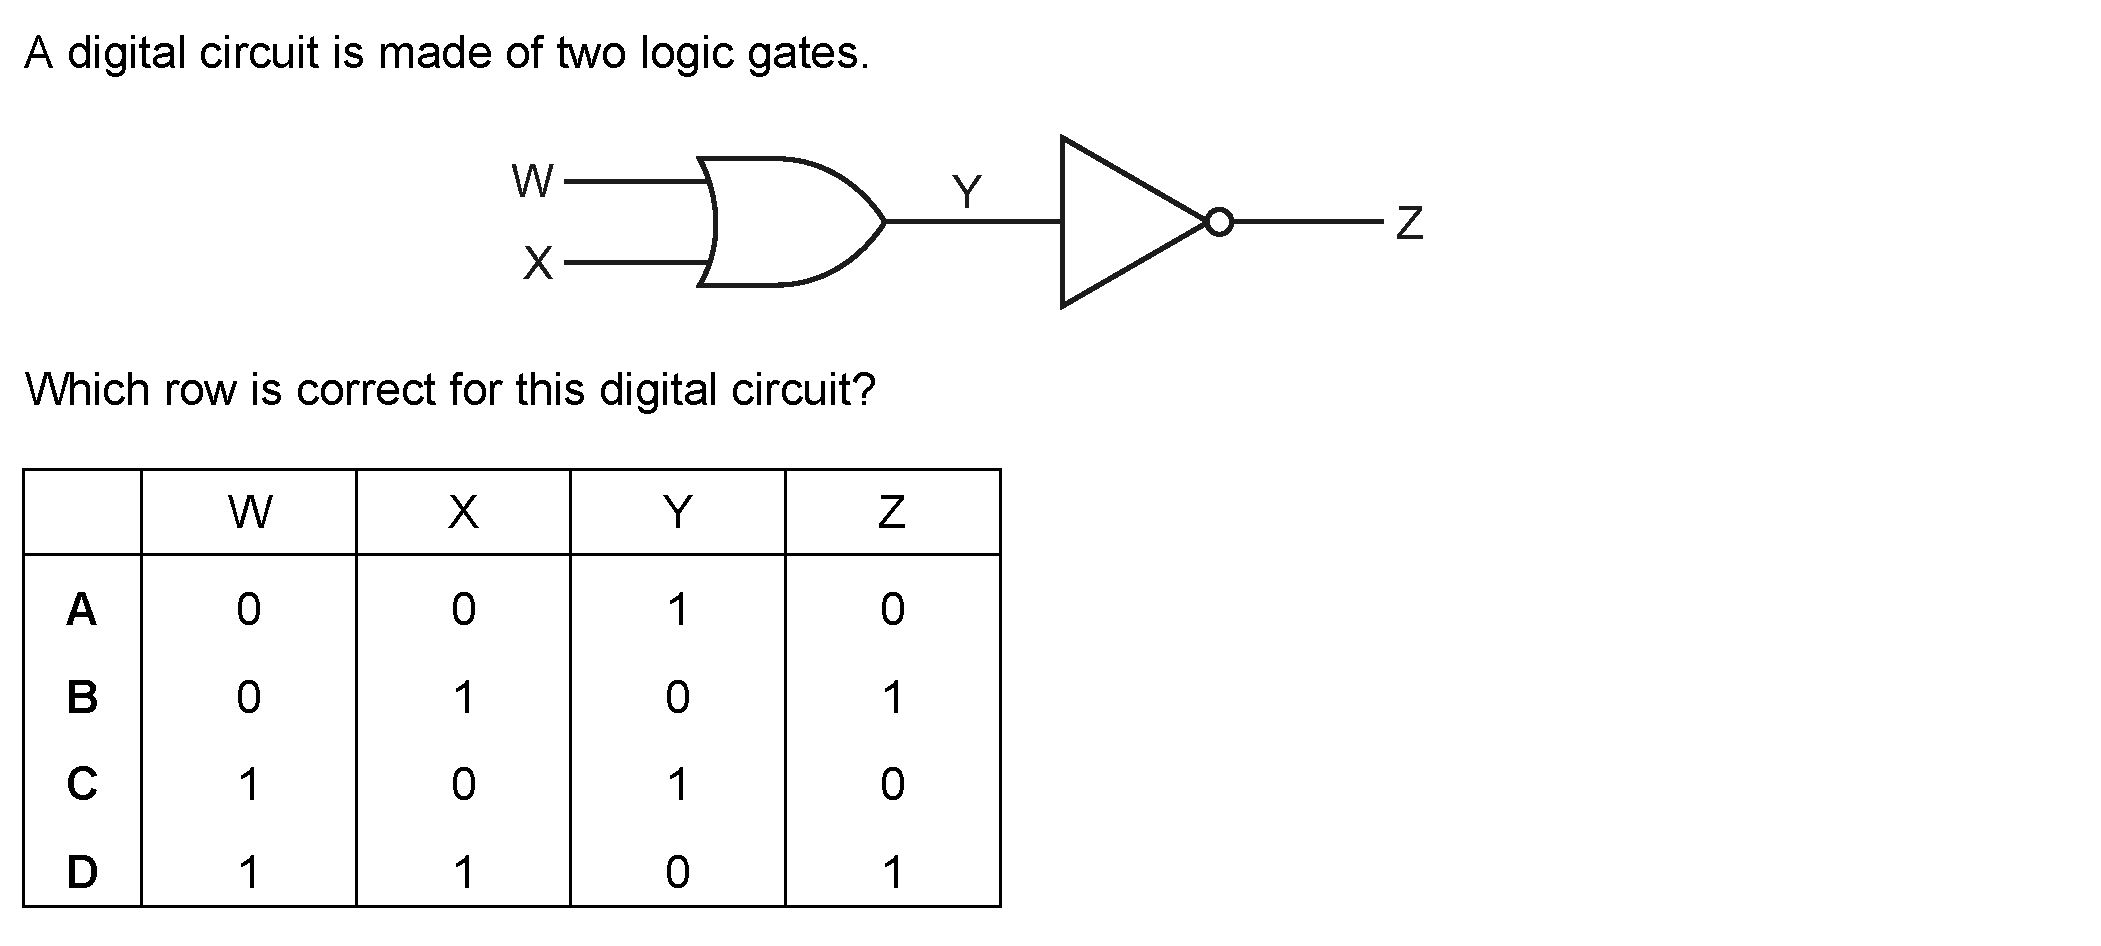 A digital circuit is made of two logic gates.
W
X
Y
Z
Which row is correct for this digital circuit?
W X Y Z
A 0 0 1 0
B 0 1 0 1
C 1 0 1 0
D 1 1 0 1